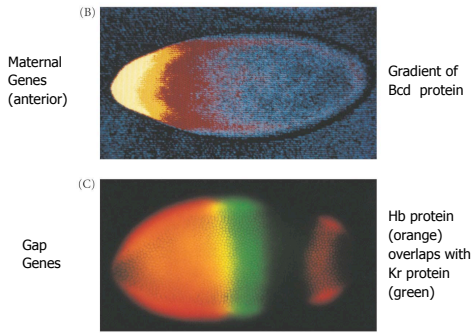 (B)
Maternal
Genes
(anterior)
Gradient of
Bcd protein
(C)
Gap
Genes
Hb protein
(orange)
overlaps with
Kr protein
(green)